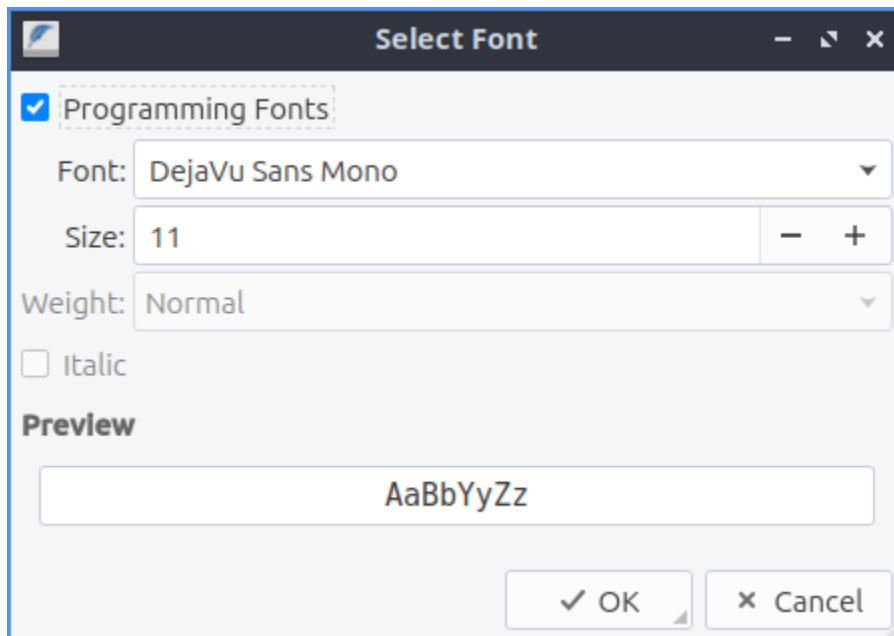 Select Font
Programming Fonts
Font: DejaVu Sans Mono
Size: 11
Weight: Normal
Italic
Preview
AaBbYyZz
OK Cancel